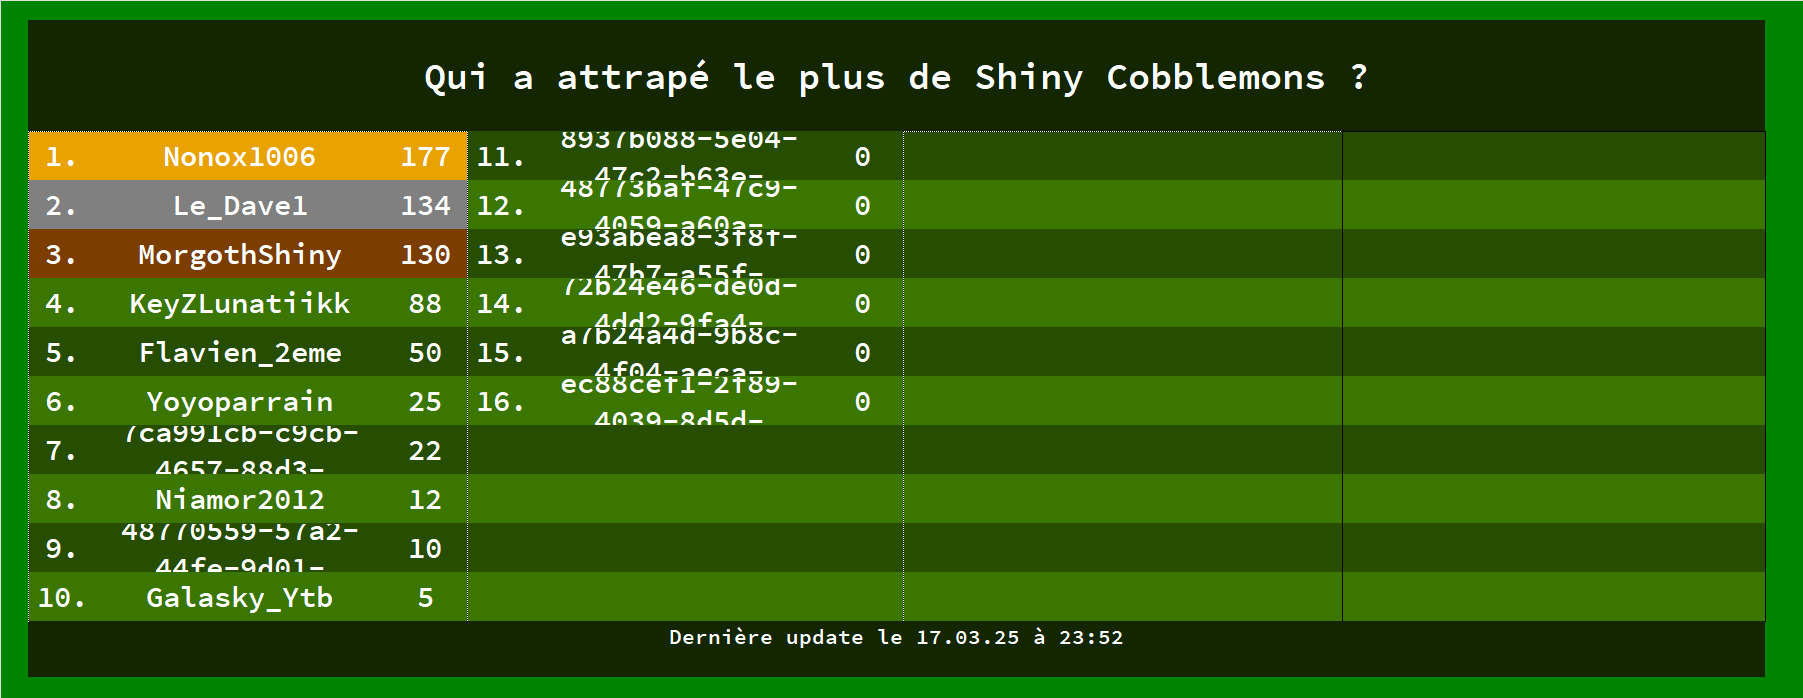 Qui a attrapé le plus de Shiny Cobblemons ?
1. Nonox1006 177
2. Le_Dave1 134
3. MorgothShiny 130
4. KeyZLunatiikk 88
5. Flavien_2eme 50
6. Yoyoparrain 25
7. 7ca991cb-c9cb- 22
4657-88d3-
8. Niamor2012 12
9. 48770559-57a2- 10
44fe-9d01-
10. Galasky_Ytb 5
11. 8937b088-5e04- 0
47c2-b63e-
12. 48773baf-47c9- 0
4059-a60a-
13. e93abea8-3f8f- 0
47b7-a55f-
14. 72b24e46-de0d- 0
4dd2-9fa4-
15. a7b24a4d-9b8c- 0
4f04-aeca-
16. ec88cef1-2f89- 0
4039-8d5d-
Dernière update le 17.03.25 à 23:52